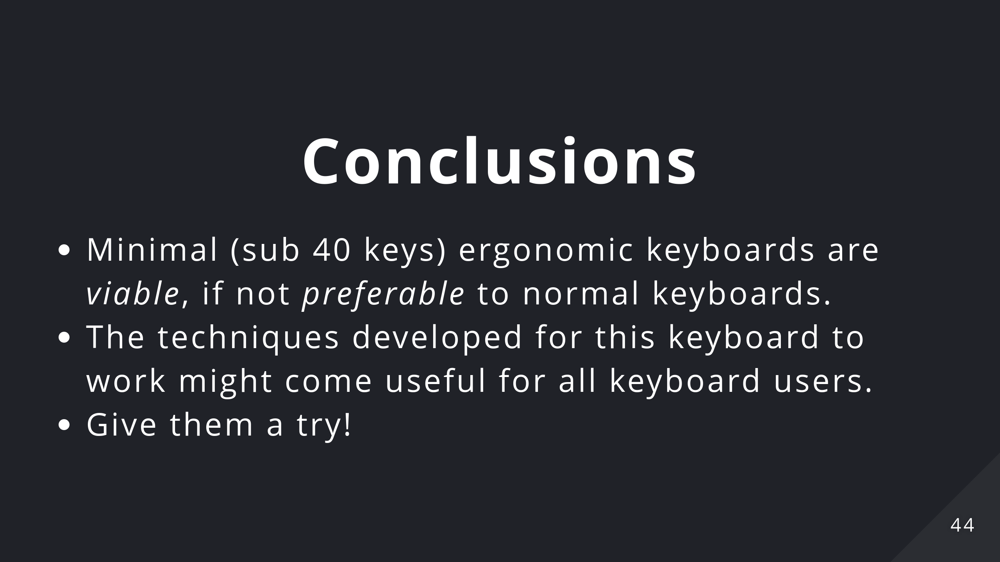 Conclusions
• Minimal (sub 40 keys) ergonomic keyboards are
viable, if not preferable to normal keyboards.
• The techniques developed for this keyboard to
work might come useful for all keyboard users.
• Give them a try!
44